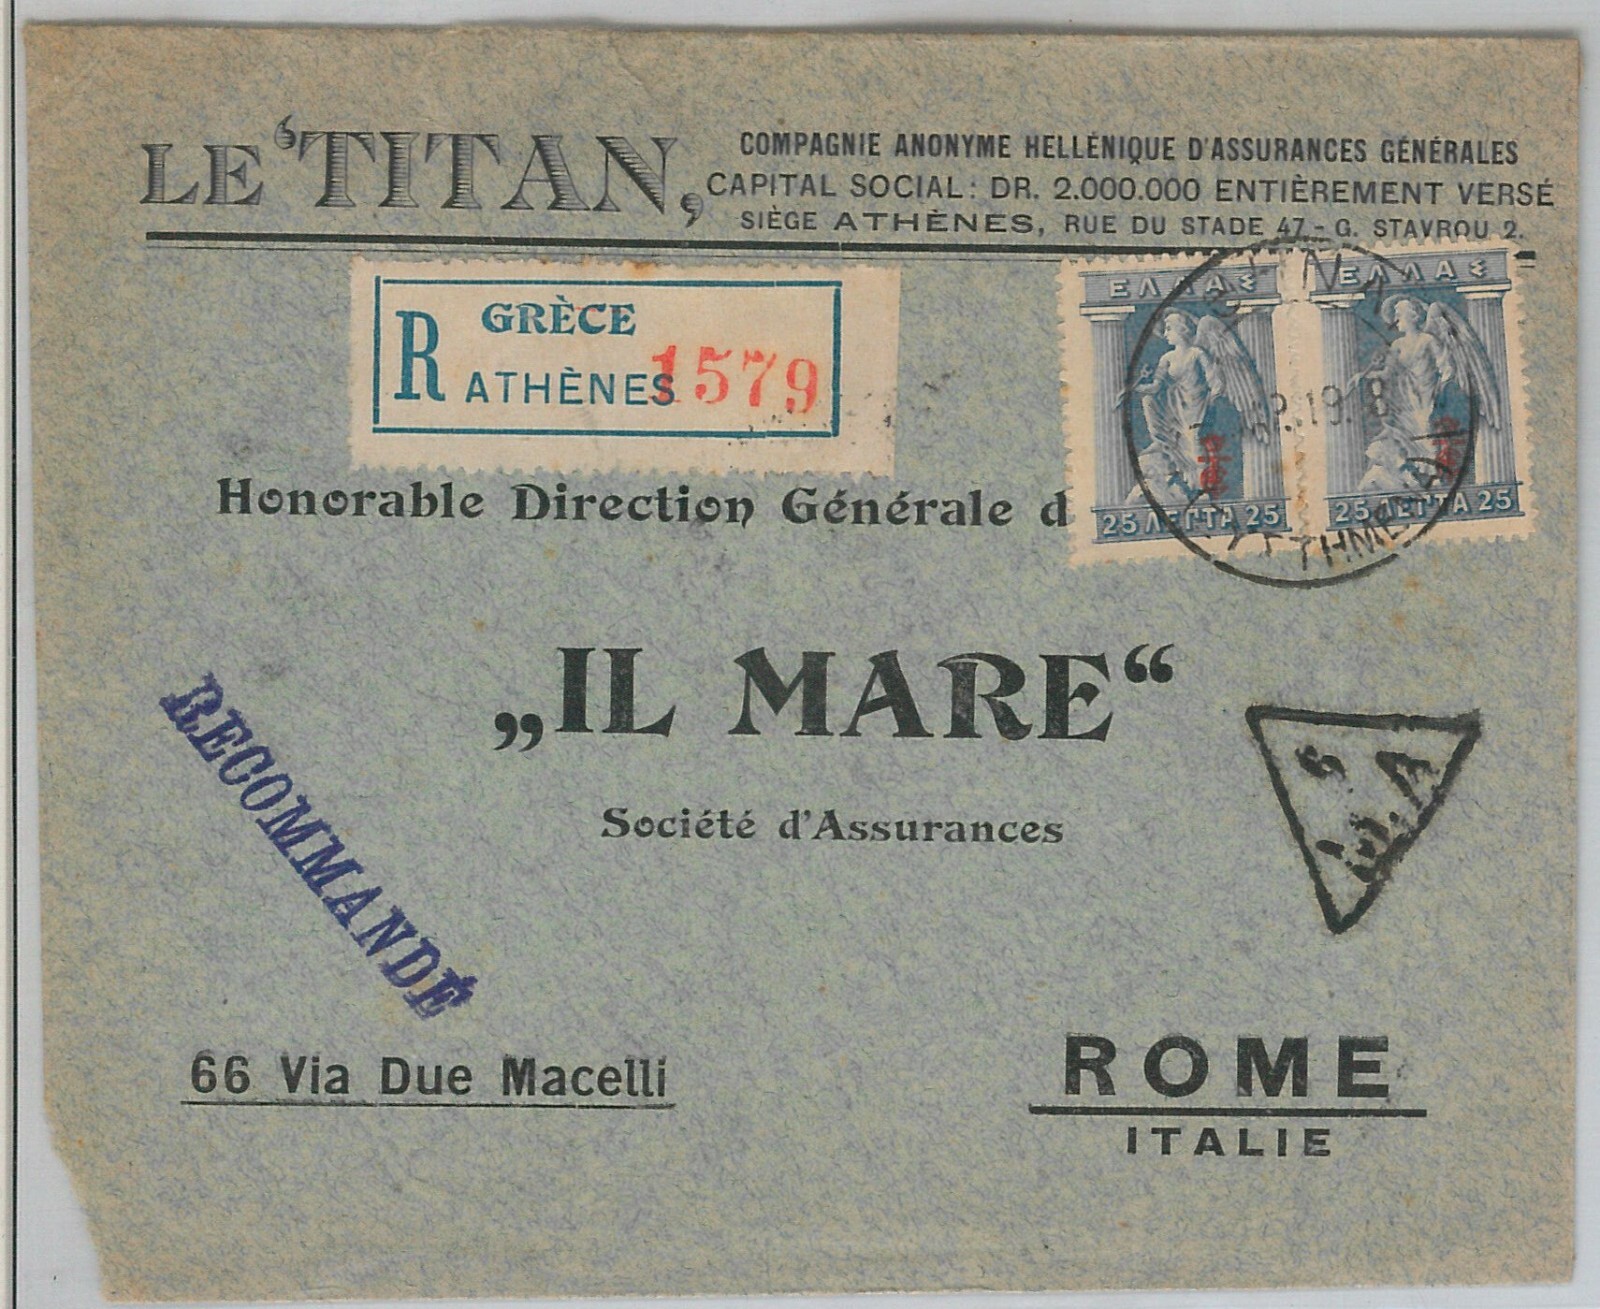 LE ‘TITAN,
COMPAGNIE ANONYME HELLÉNIQUE D'ASSURANCES GÉNÉRALES
CAPITAL SOCIAL: DR. 2.000.000 ENTIÈREMENT VERSÉ
SIÈGE ATHÈNES, RUE DU STADE 47 - G. STAVROU 2.
R GRÈCE
ATHÈNES 1579
ΕΛΛΑΣ ΕΛΛΑΣ
25 ΛΕΠΤΑ 25 25 ΛΕΠΤΑ 25
Honorable Direction Générale d
„IL MARE“
Société d'Assurances
RECOMMANDÉ
66 Via Due Macelli
ROME
ITALIE